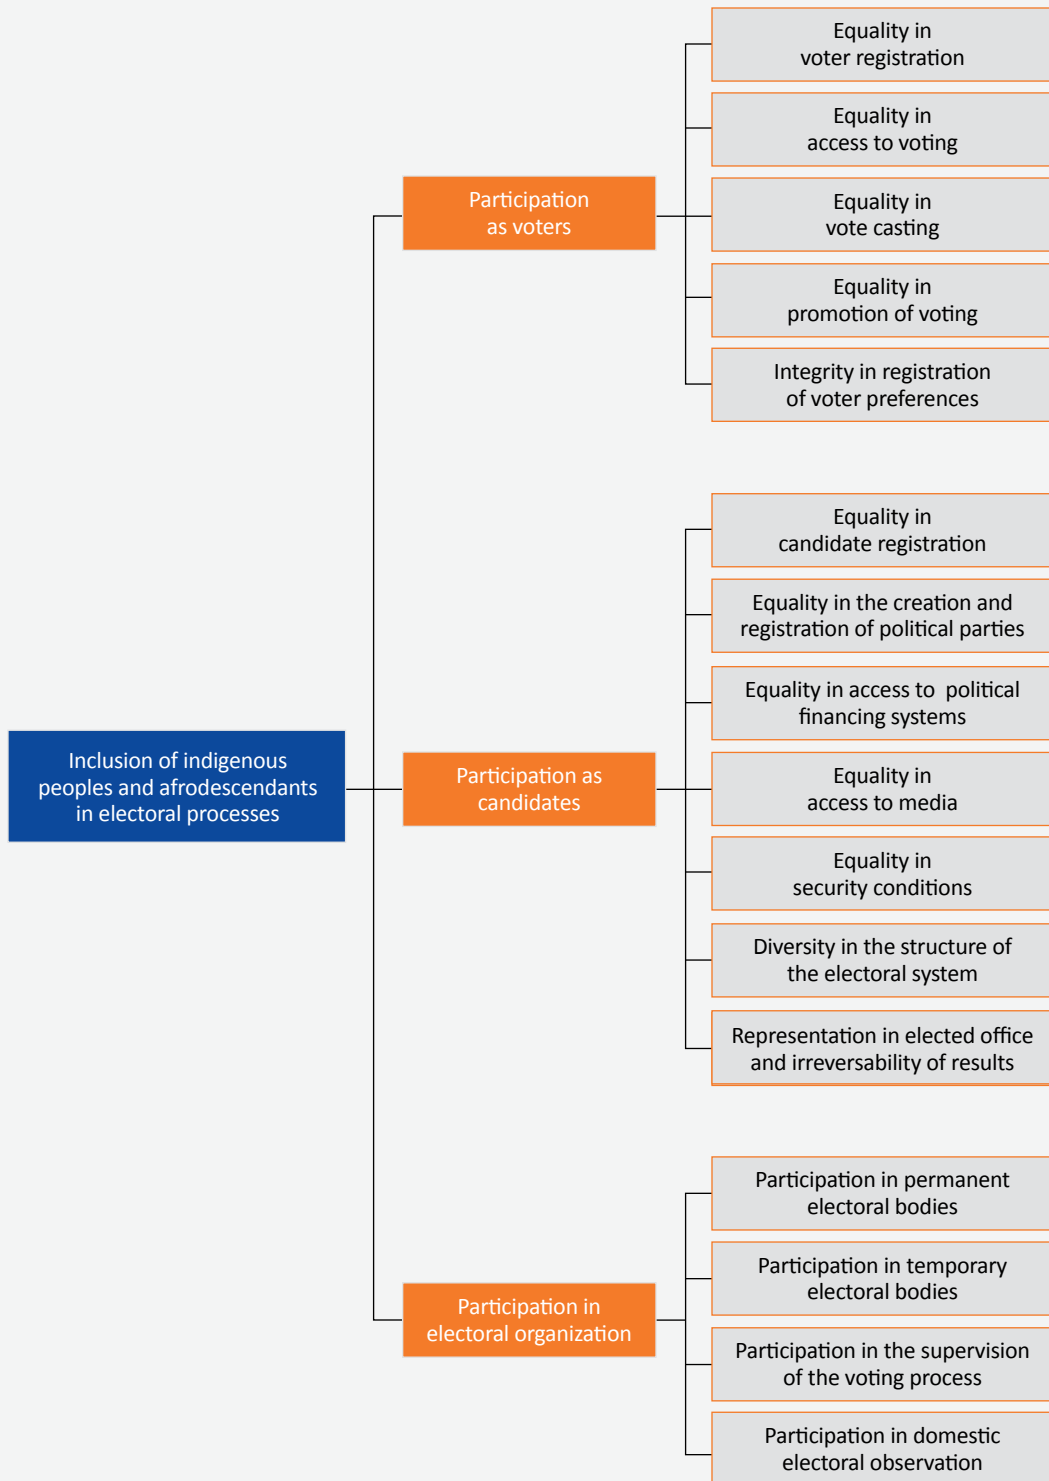 Inclusion of indigenous
peoples and afrodescendants
in electoral processes
Participation
as voters
Equality in
voter registration
Equality in
access to voting
Equality in
vote casting
Equality in
promotion of voting
Integrity in registration
of voter preferences
Participation as
candidates
Equality in
candidate registration
Equality in the creation and
registration of political parties
Equality in access to political
financing systems
Equality in
access to media
Equality in
security conditions
Diversity in the structure of
the electoral system
Representation in elected office
and irreversability of results
Participation in
electoral organization
Participation in permanent
electoral bodies
Participation in temporary
electoral bodies
Participation in the supervision
of the voting process
Participation in domestic
electoral observation